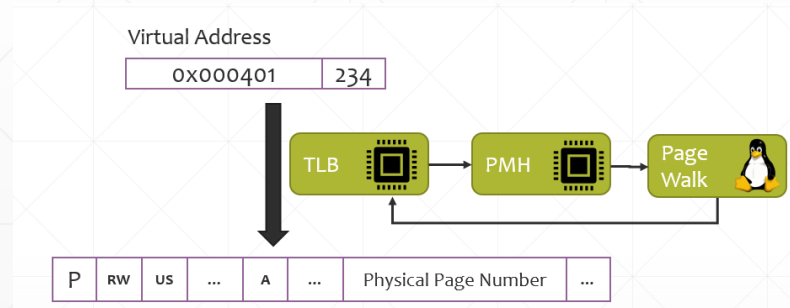 Virtual Address
0x000401 234
TLB
PMH
Page
Walk
P RW US ... A ... Physical Page Number ...